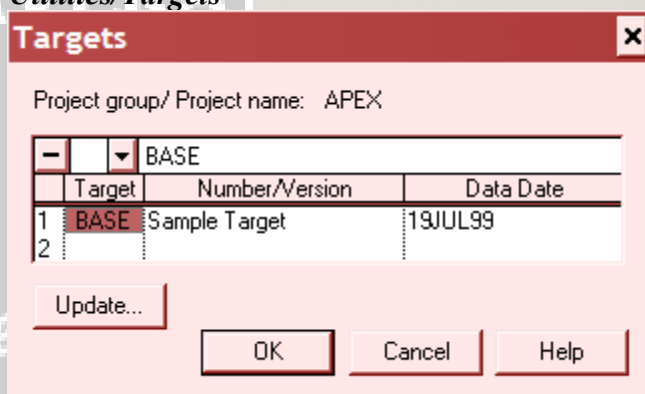 Utilities/Targets
Targets
Project group/ Project name: APEX
BASE
Target Number/Version Data Date
1 BASE Sample Target 19JUL99
2
Update...
OK Cancel Help